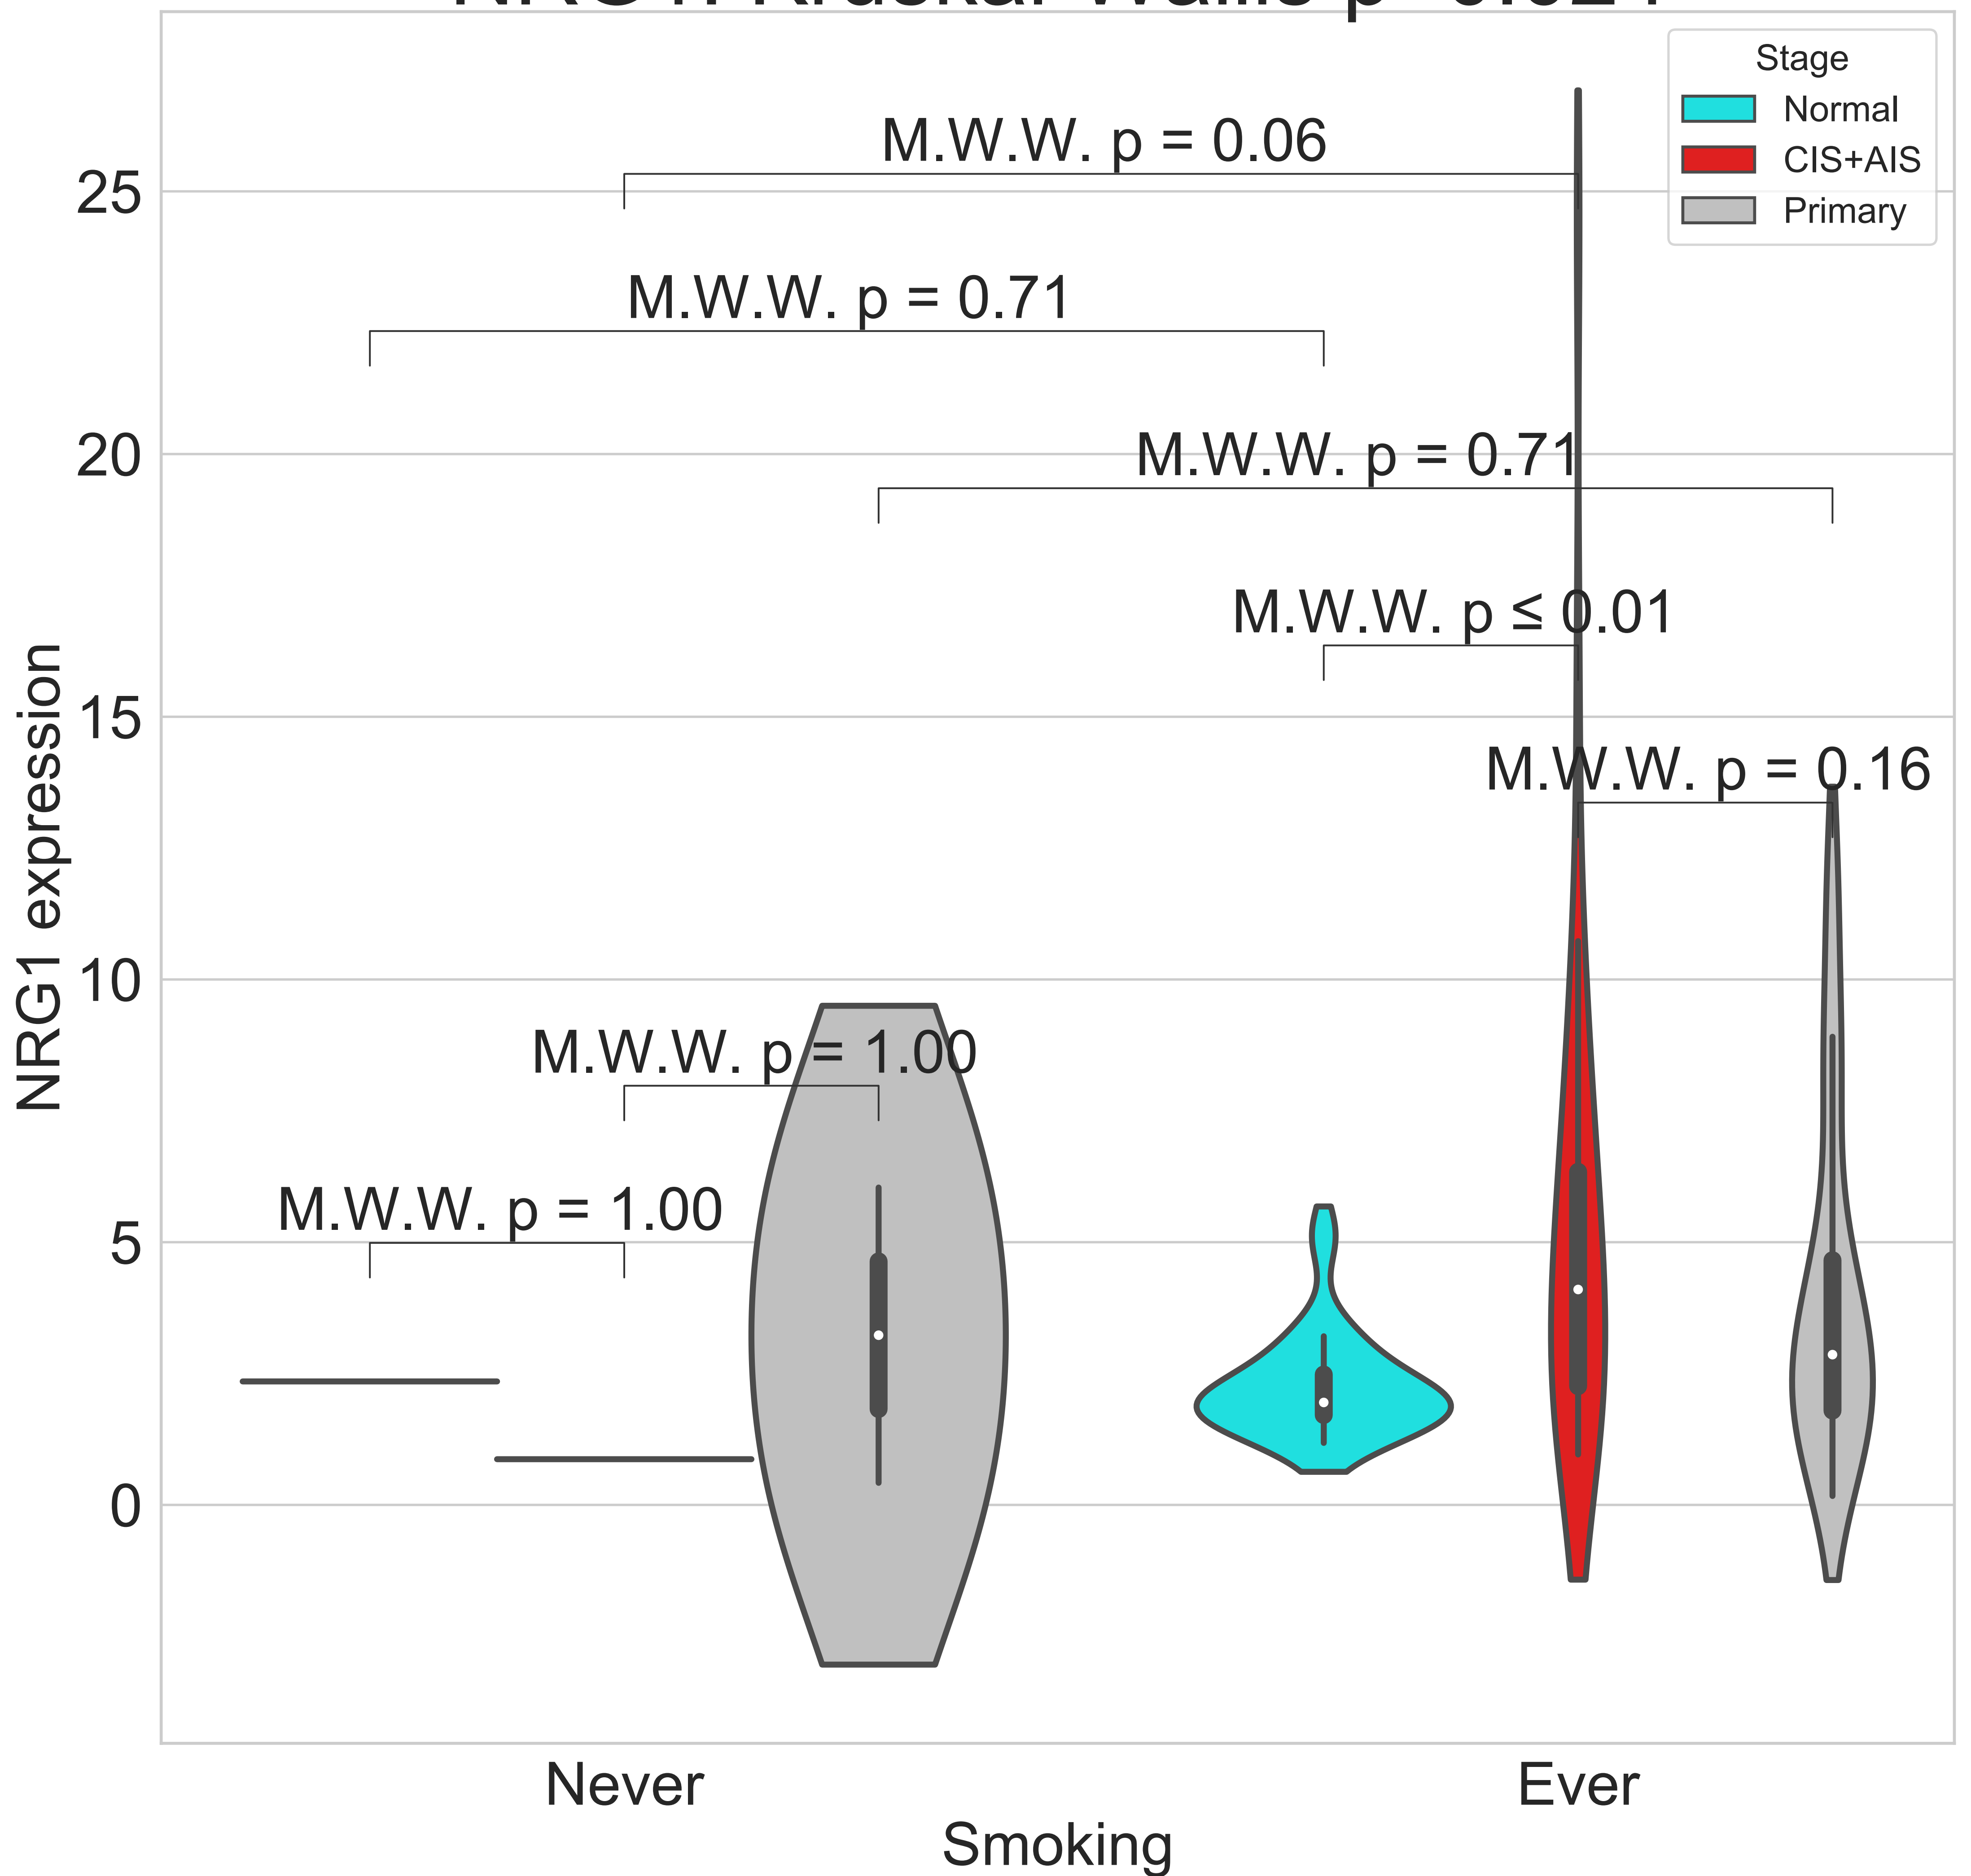 Stage
Normal
CIS+AIS
Primary
M.W.W. p = 0.06
25
M.W.W. p = 0.71
20
M.W.W. p = 0.71
M.W.W. p ≤ 0.01
15
M.W.W. p = 0.16
NRG1 expression
10
M.W.W. p = 1.00
M.W.W. p = 1.00
5
0
Never
Ever
Smoking